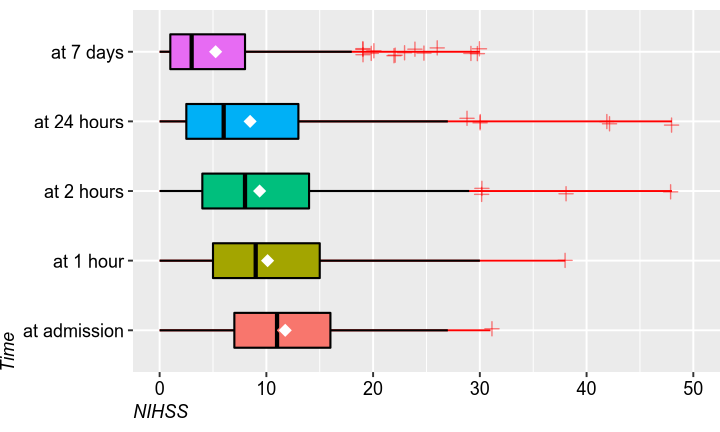 at 7 days
at 24 hours
at 2 hours
at 1 hour
at admission
Time
0 10 20 30 40 50
NIHSS